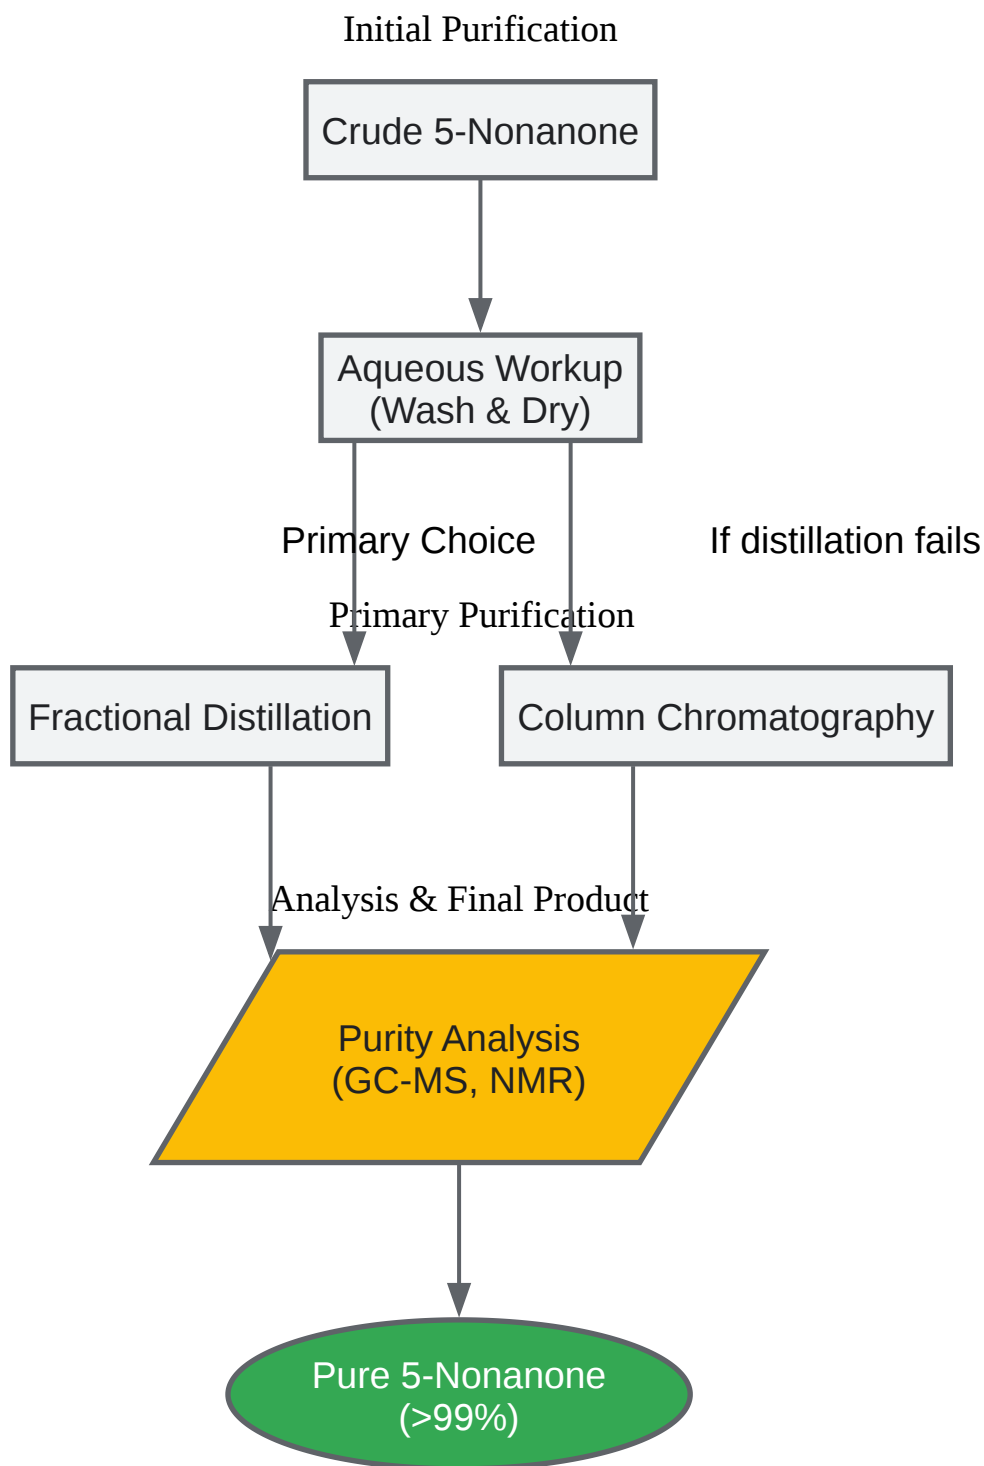 Initial Purification
Crude 5-Nonanone
Aqueous Workup
(Wash & Dry)
Primary Choice
If distillation fails
Primary Purification
Fractional Distillation
Column Chromatography
Analysis & Final Product
Purity Analysis
(GC-MS, NMR)
Pure 5-Nonanone
(>99%)